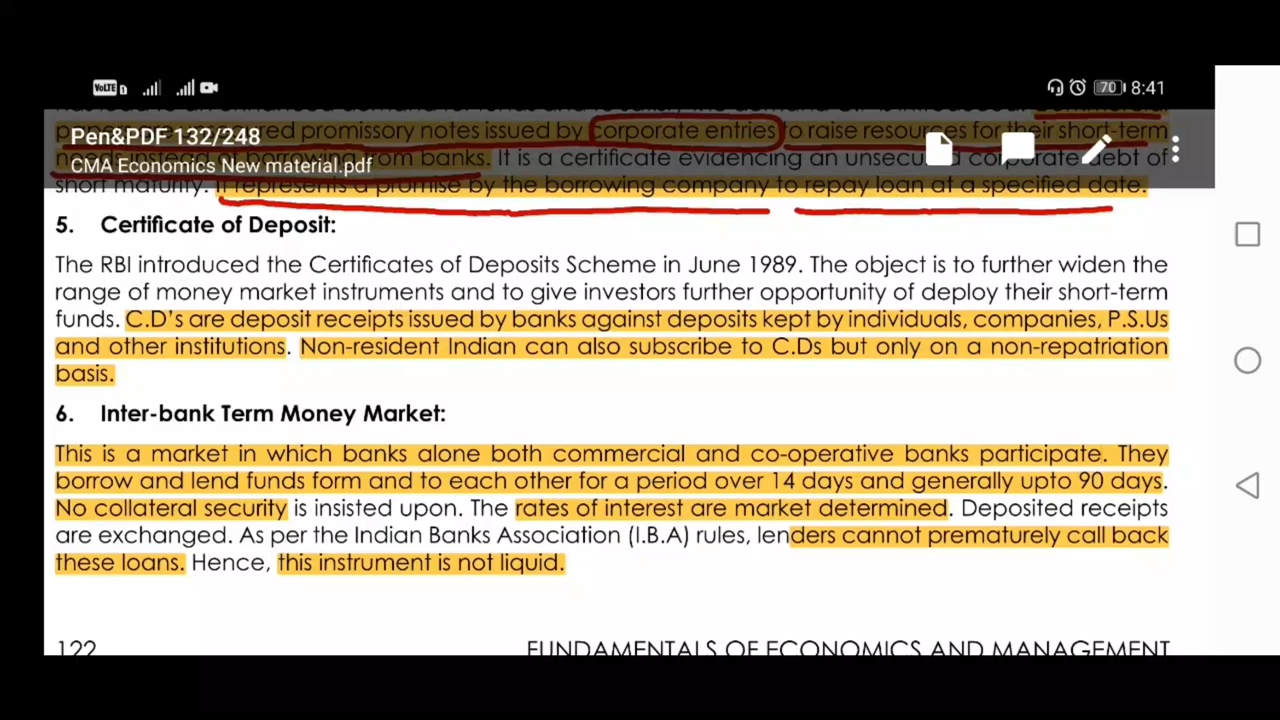 VoLTE 1 70 8:41
Pen&PDF 132/248
CMA Economics New material.pdf
red promissory notes issued by corporate entries to raise resources for their short-term
from banks. It is a certificate evidencing an unsecu corporate debt of
short maturity. It represents a promise by the borrowing company to repay loan at a specified date.
5. Certificate of Deposit:
The RBI introduced the Certificates of Deposits Scheme in June 1989. The object is to further widen the
range of money market instruments and to give investors further opportunity of deploy their short-term
funds. C.D's are deposit receipts issued by banks against deposits kept by individuals, companies, P.S.Us
and other institutions. Non-resident Indian can also subscribe to C.Ds but only on a non-repatriation
basis.
6. Inter-bank Term Money Market:
This is a market in which banks alone both commercial and co-operative banks participate. They
borrow and lend funds form and to each other for a period over 14 days and generally upto 90 days.
No collateral security is insisted upon. The rates of interest are market determined. Deposited receipts
are exchanged. As per the Indian Banks Association (I.B.A) rules, lenders cannot prematurely call back
these loans. Hence, this instrument is not liquid.
122 FUNDAMENTALS OF ECONOMICS AND MANAGEMENT